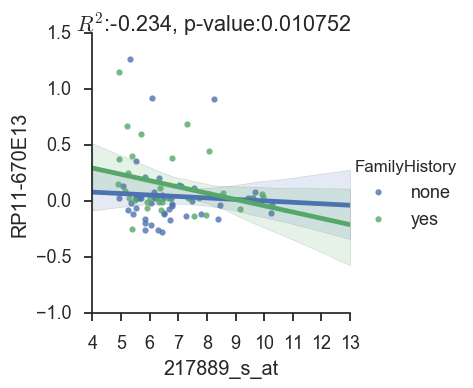 R²:-0.234, p-value:0.010752
1.5
1.0
0.5
0.0
−0.5
−1.0
RP11-670E13
4 5 6 7 8 9 10 11 12 13
217889_s_at
FamilyHistory
none
yes